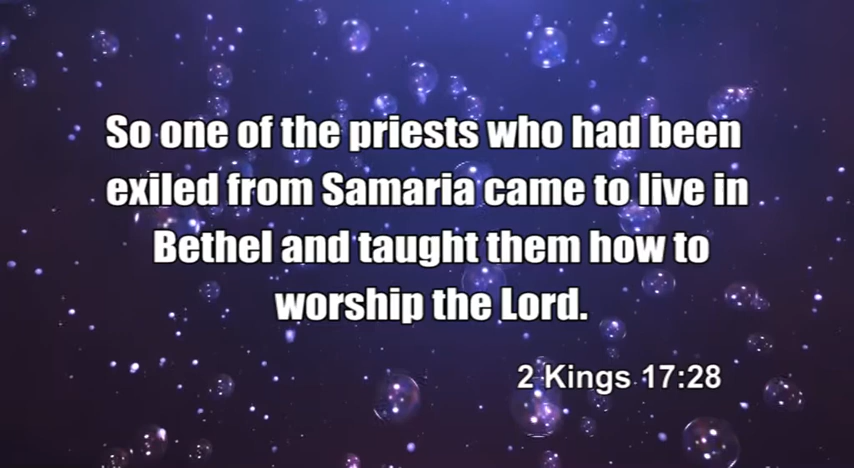 So one of the priests who had been
exiled from Samaria came to live in
Bethel and taught them how to
worship the Lord.
2 Kings 17:28